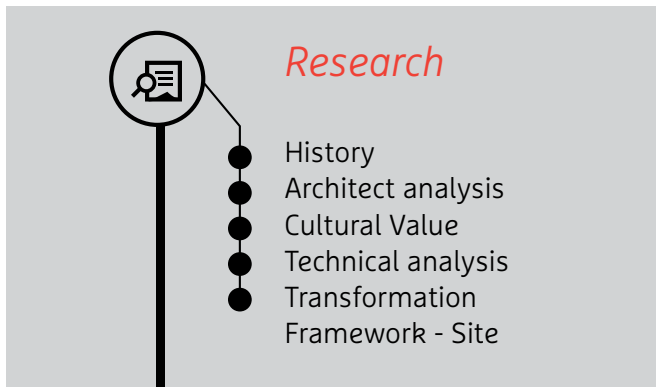 Research
History
Architect analysis
Cultural Value
Technical analysis
Transformation
Framework - Site